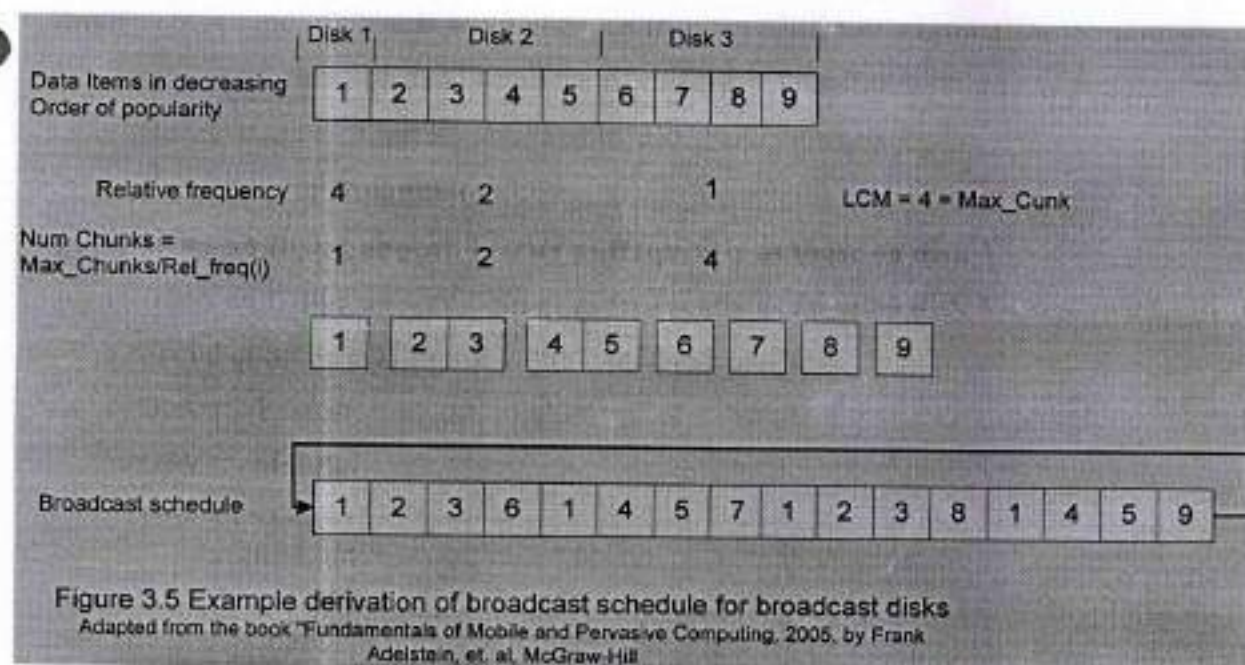 Disk 1 Disk 2 Disk 3
Data Items in decreasing
Order of popularity
1 2 3 4 5 6 7 8 9
Relative frequency 4 2 1 LCM = 4 = Max_Cunk
Num Chunks =
Max_Chunks/Rel_freq(i)
1 2 4
1 2 3 4 5 6 7 8 9
Broadcast schedule 1 2 3 6 1 4 5 7 1 2 3 8 1 4 5 9
Figure 3.5 Example derivation of broadcast schedule for broadcast disks
Adapted from the book "Fundamentals of Mobile and Pervasive Computing, 2005, by Frank
Adelstein, et. al, McGraw-Hill